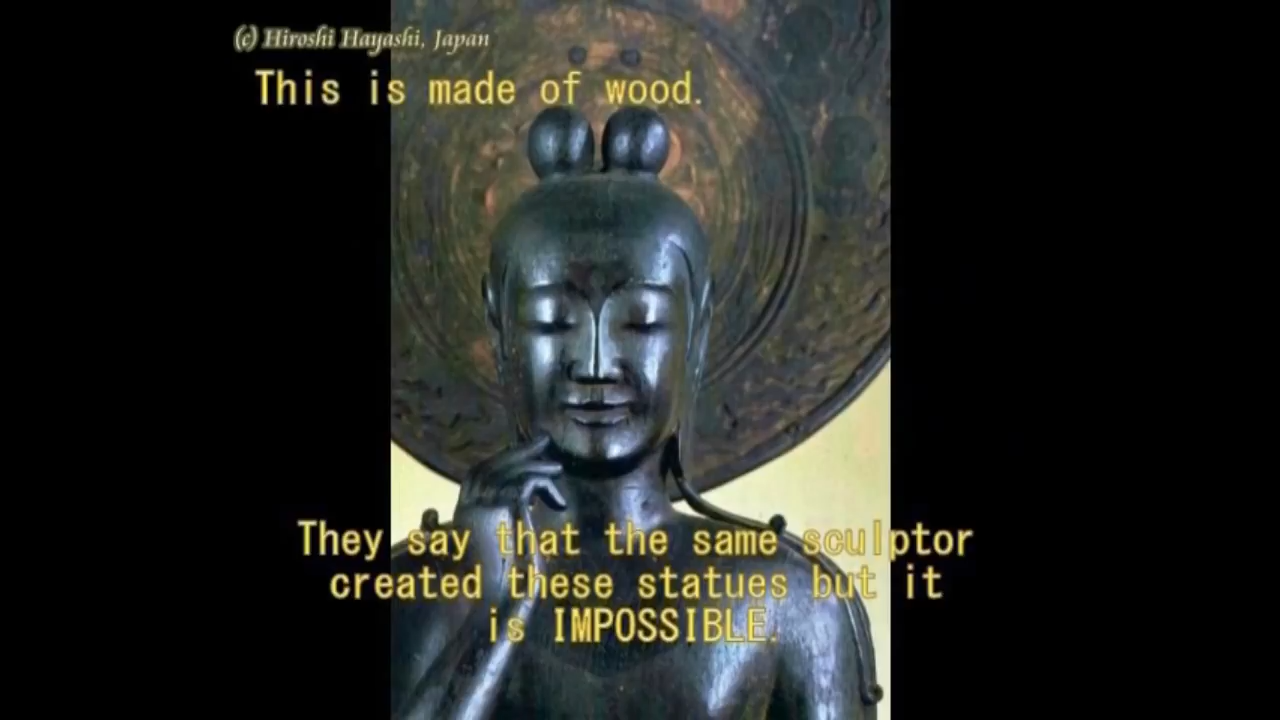 (c) Hiroshi Hayashi, Japan
This is made of wood.
They say that the same sculptor
created these statues but it
is IMPOSSIBLE.